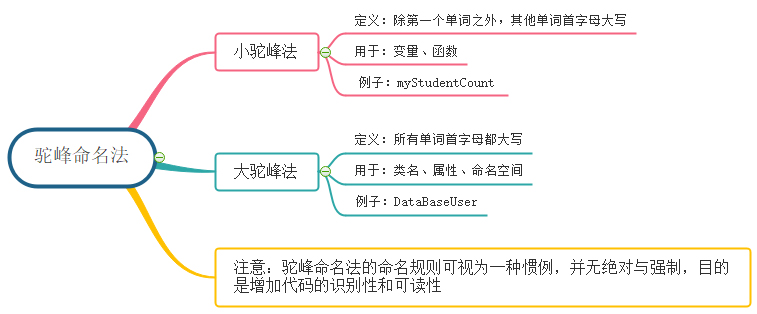 驼峰命名法
小驼峰法
定义：除第一个单词之外，其他单词首字母大写
用于：变量、函数
例子：myStudentCount
大驼峰法
定义：所有单词首字母都大写
用于：类名、属性、命名空间
例子：DataBaseUser
注意：驼峰命名法的命名规则可视为一种惯例，并无绝对与强制，目的
是增加代码的识别性和可读性